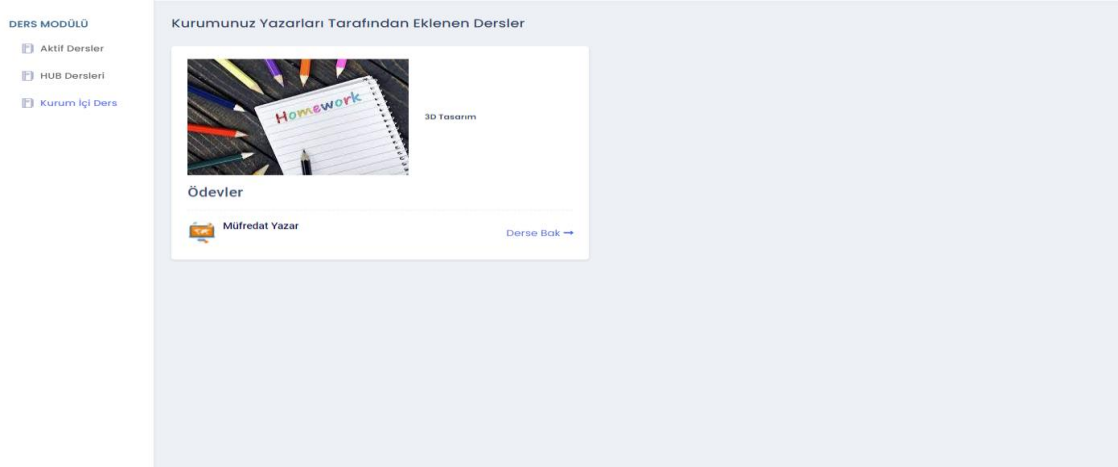 DERS MODÜLÜ
Aktif Dersler
HUB Dersleri
Kurum İçi Ders
Kurumunuz Yazarları Tarafından Eklenen Dersler
Homework
3D Tasarım
Ödevler
Müfredat Yazar
Derse Bak →